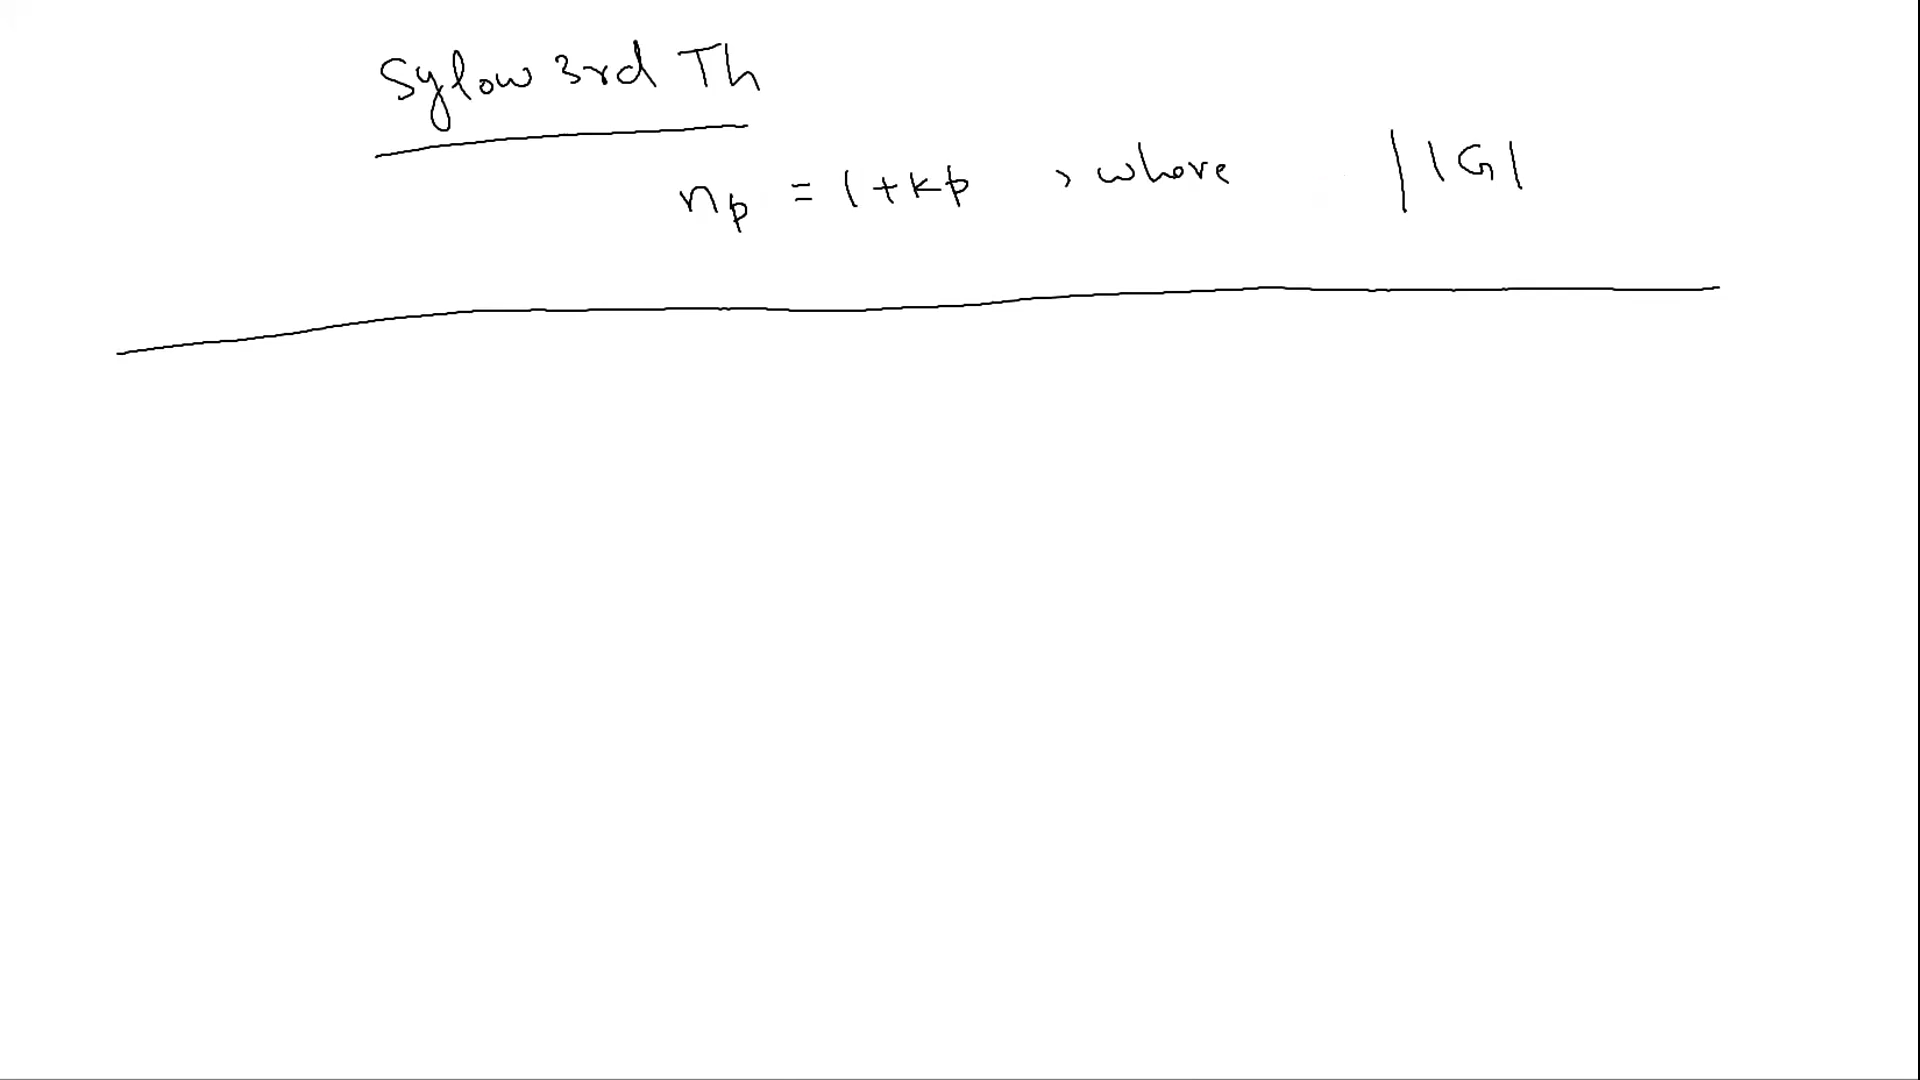 Sylow 3rd Th
n_p = 1 + kp , where | |G|